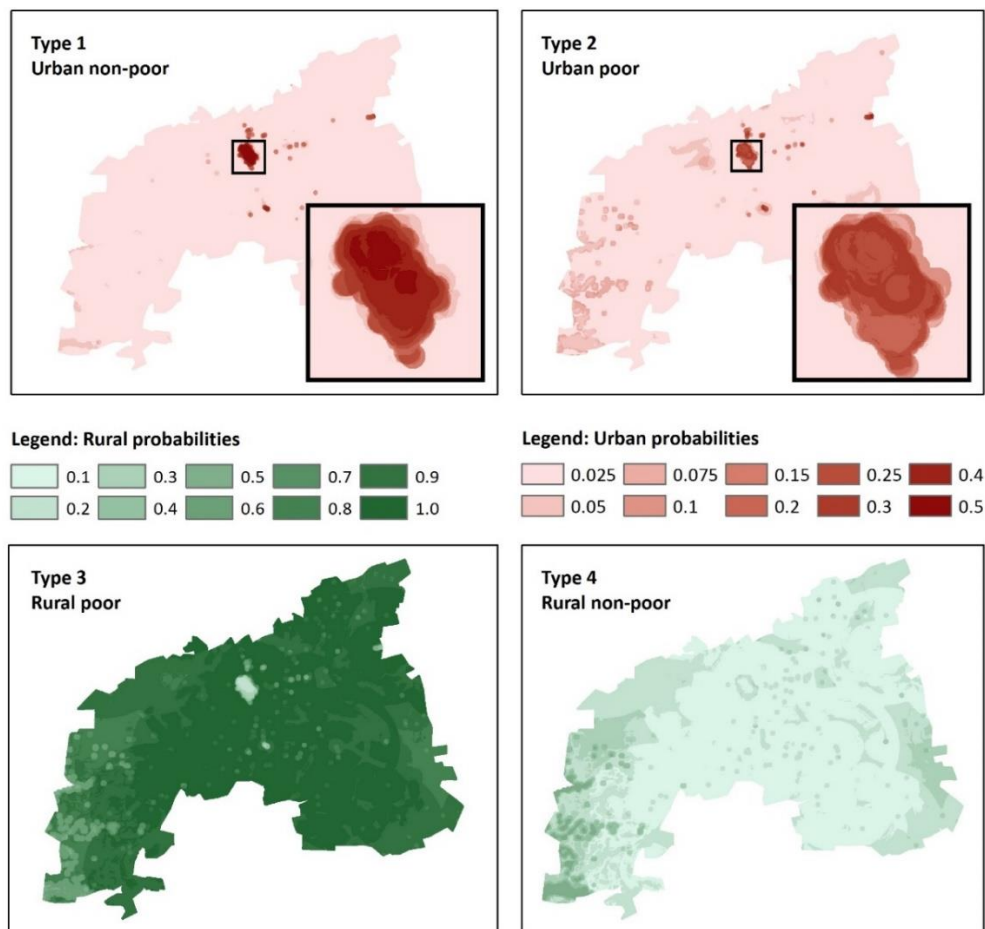 Type 1
Urban non-poor
Type 2
Urban poor
Legend: Rural probabilities
0.1 0.3 0.5 0.7 0.9
0.2 0.4 0.6 0.8 1.0
Legend: Urban probabilities
0.025 0.075 0.15 0.25 0.4
0.05 0.1 0.2 0.3 0.5
Type 3
Rural poor
Type 4
Rural non-poor